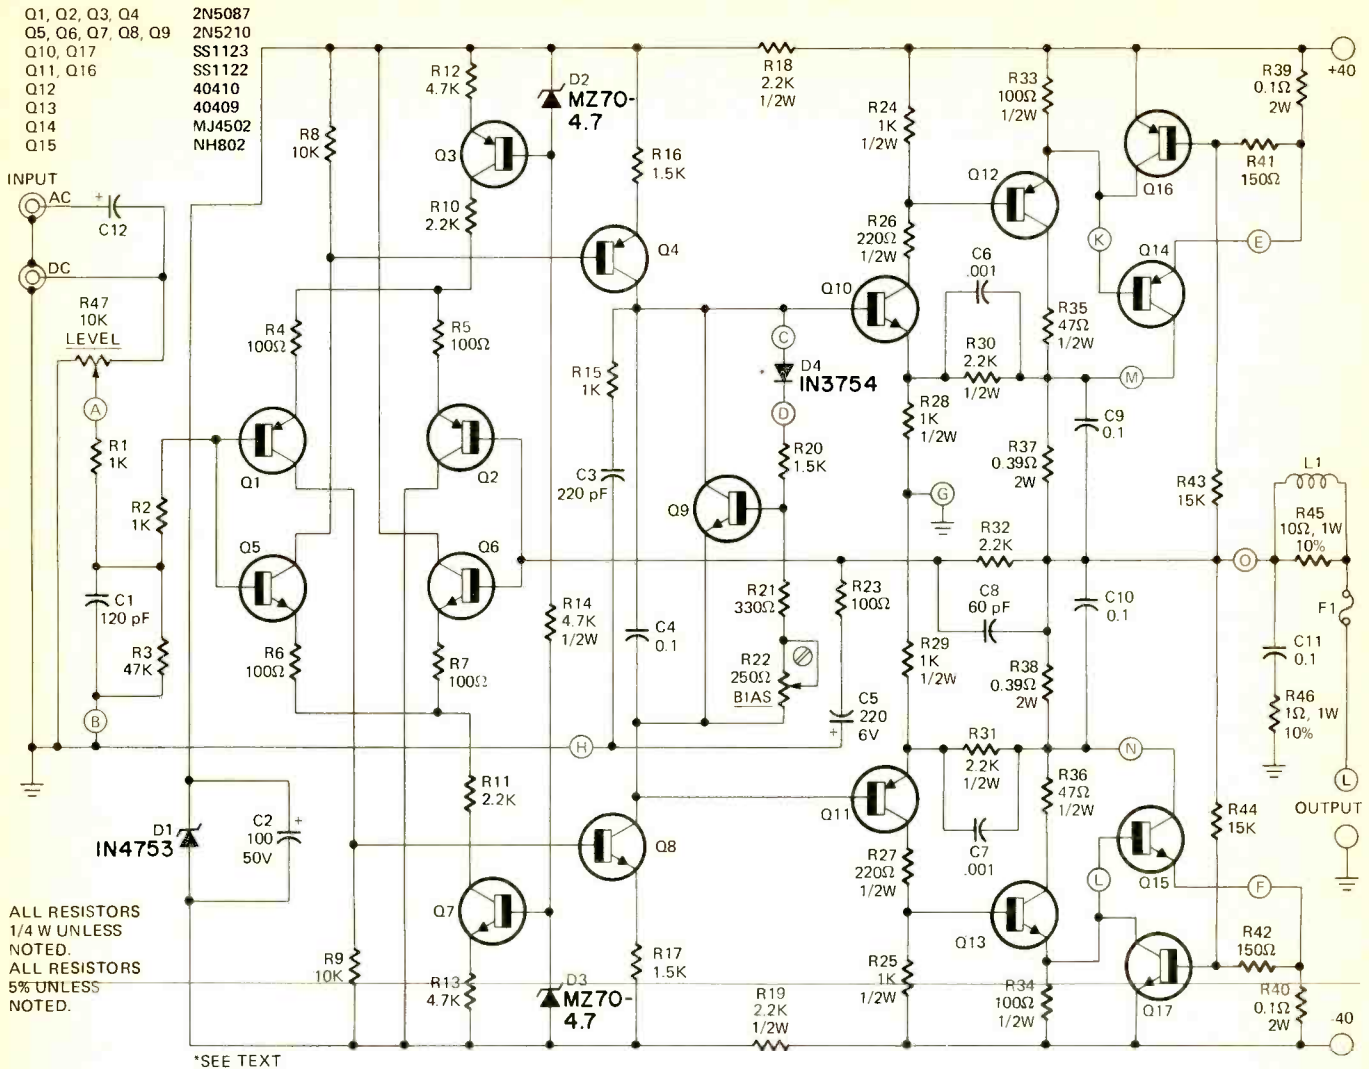 Q1, Q2, Q3, Q4 2N5087
Q5, Q6, Q7, Q8, Q9 2N5210
Q10, Q17 SS1123
Q11, Q16 SS1122
Q12 40410
Q13 40409
Q14 MJ4502
Q15 NH802
INPUT
AC
+
C12
DC
R47
10K
LEVEL
A
R1
1K
R2
1K
C1
120 pF
R3
47K
B
D1
IN4753
C2
100
50V
+
R8
10K
R9
10K
R12
4.7K
Q3
R10
2.2K
D2
MZ70-
4.7
R4
100Ω
R5
100Ω
Q1
Q2
Q5
Q6
R6
100Ω
R7
100Ω
R11
2.2K
Q7
R13
4.7K
D3
MZ70-
4.7
R14
4.7K
1/2W
R16
1.5K
Q4
R15
1K
C3
220 pF
C4
0.1
H
Q8
R17
1.5K
R18
2.2K
1/2W
R19
2.2K
1/2W
C
*
D4
IN3754
D
R20
1.5K
Q9
R21
330Ω
R22
250Ω
BIAS
R23
100Ω
C5
220
6V
+
R24
1K
1/2W
R26
220Ω
1/2W
Q10
R28
1K
1/2W
G
R29
1K
1/2W
Q11
R27
220Ω
1/2W
R25
1K
1/2W
C6
.001
R30
2.2K
1/2W
R32
2.2K
C8
60 pF
R31
2.2K
1/2W
C7
.001
R33
100Ω
1/2W
Q12
R35
47Ω
1/2W
R37
0.39Ω
2W
R38
0.39Ω
2W
R36
47Ω
1/2W
Q13
R34
100Ω
1/2W
K
M
C9
0.1
C10
0.1
N
L
Q16
Q14
Q15
Q17
R41
150Ω
E
R39
0.1Ω
2W
+40
R43
15K
R44
15K
O
L1
R45
10Ω, 1W
10%
F1
C11
0.1
R46
1Ω, 1W
10%
L
OUTPUT
F
R42
150Ω
R40
0.1Ω
2W
-40
ALL RESISTORS
1/4 W UNLESS
NOTED.
ALL RESISTORS
5% UNLESS
NOTED.
*SEE TEXT